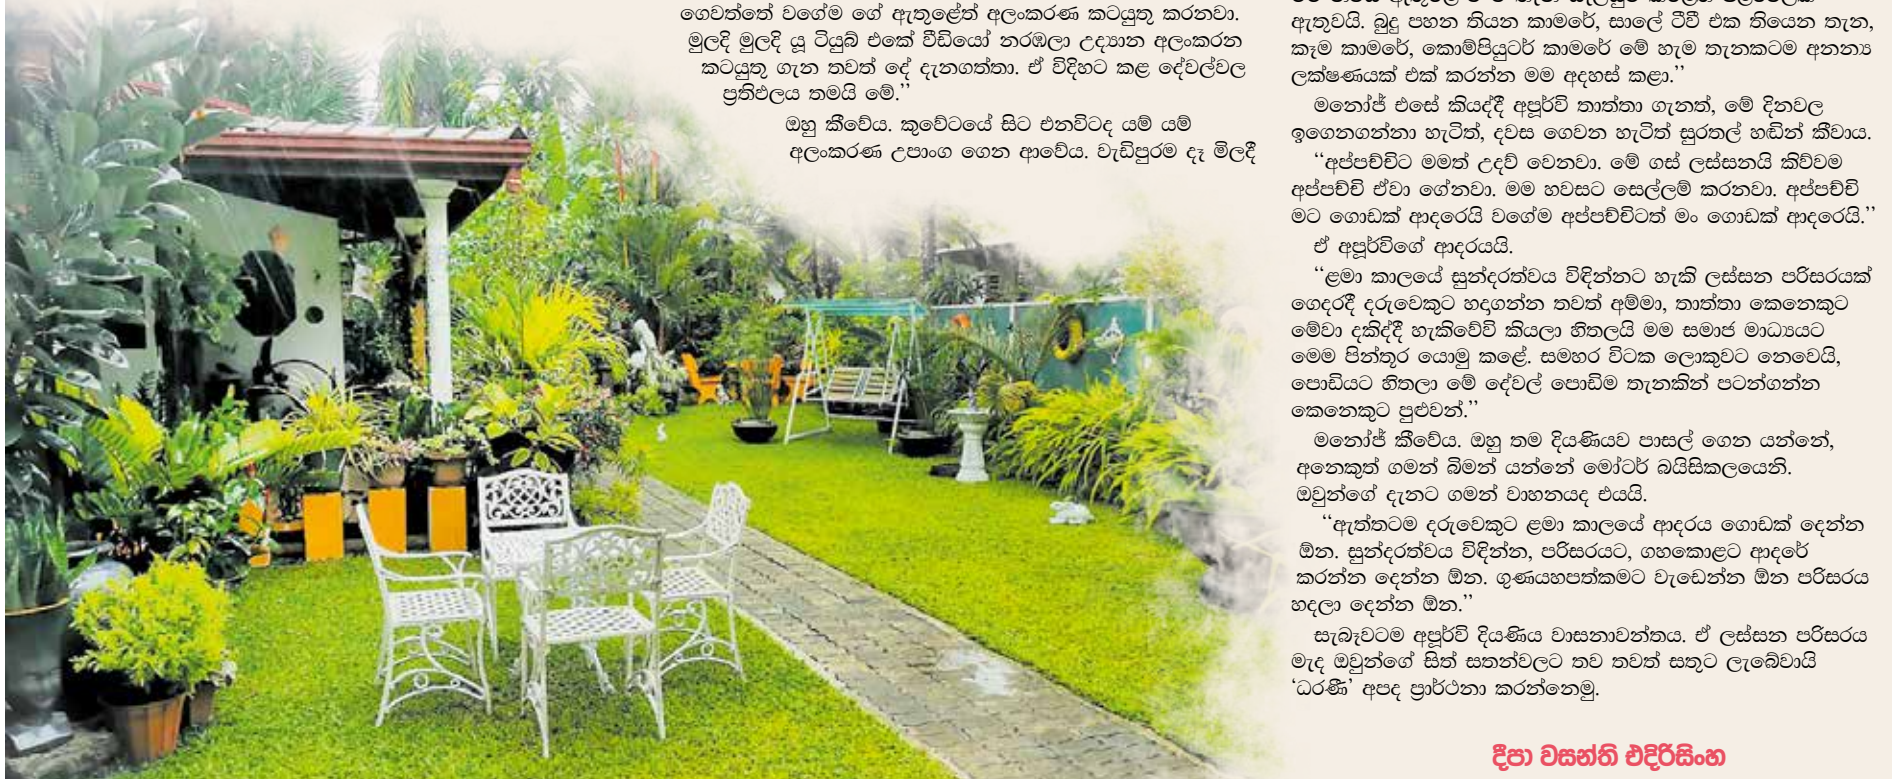 ගෙවත්තේ වගේම ගේ ඇතුළේත් අලංකරණ කටයුතු කරනවා.
මුලදි මුලදි යූ ටියුබ් එකේ වීඩියෝ නරඹලා උද්‍යාන අලංකරන
කටයුතු ගැන තවත් දේ දැනගත්තා. ඒ විදිහට කළ දේවල්වල
ප්‍රතිඵලය තමයි මේ.’’
ඔහු කීවේය. කුවේටයේ සිට එනවිටද යම් යම්
අලංකරණ උපාංග ගෙන ආවේය. වැඩිපුරම දෑ මිලදී
ඇතුවයි. බුදු පහන තියන කාමරේ, සාලේ ටීවී එක තියෙන තැන,
කෑම කාමරේ, කොම්පියුටර් කාමරේ මේ හැම තැනකටම අනන්‍ය
ලක්ෂණයක් එක් කරන්න මම අදහස් කළා.’’
මනෝජ් එසේ කියද්දී අපූර්වි තාත්තා ගැනත්, මේ දිනවල
ඉගෙනගන්නා හැටිත්, දවස ගෙවන හැටිත් සුරතල් හඬින් කීවාය.
‘‘අප්පච්චිට මමත් උදව් වෙනවා. මේ ගස් ලස්සනයි කිව්වම
අප්පච්චි ඒවා ගේනවා. මම හවසට සෙල්ලම් කරනවා. අප්පච්චි
මට ගොඩක් ආදරෙයි වගේම අප්පච්චිටත් මං ගොඩක් ආදරෙයි.’’
ඒ අපූර්විගේ ආදරයයි.
‘‘ළමා කාලයේ සුන්දරත්වය විඳින්නට හැකි ලස්සන පරිසරයක්
ගෙදරදී දරුවෙකුට හදාගන්න තවත් අම්මා, තාත්තා කෙනෙකුට
මේවා දකිද්දී හැකිවේවි කියලා හිතලයි මම සමාජ මාධ්‍යයට
මෙම පින්තූර යොමු කළේ. සමහර විටක ලොකුවට නෙවෙයි,
පොඩියට හිතලා මේ දේවල් පොඩිම තැනකින් පටන්ගන්න
කෙනෙකුට පුළුවන්.’’
මනෝජ් කීවේය. ඔහු තම දියණියව පාසල් ගෙන යන්නේ,
අනෙකුත් ගමන් බිමන් යන්නේ මෝටර් බයිසිකලයෙනි.
ඔවුන්ගේ දැනට ගමන් වාහනයද එයයි.
‘‘ඇත්තටම දරුවෙකුට ළමා කාලයේ ආදරය ගොඩක් දෙන්න
ඕන. සුන්දරත්වය විඳින්න, පරිසරයට, ගහකොළට ආදරේ
කරන්න දෙන්න ඕන. ගුණයහපත්කමට වැඩෙන්න ඕන පරිසරය
හදලා දෙන්න ඕන.’’
සැබෑවටම අපූර්වි දියණිය වාසනාවන්තය. ඒ ලස්සන පරිසරය
මැද ඔවුන්ගේ සිත් සතන්වලට තව තවත් සතුට ලැබේවායි
‘ධරණී’ අපද ප්‍රාර්ථනා කරන්නෙමු.
දීපා වසන්ති එදිරිසිංහ